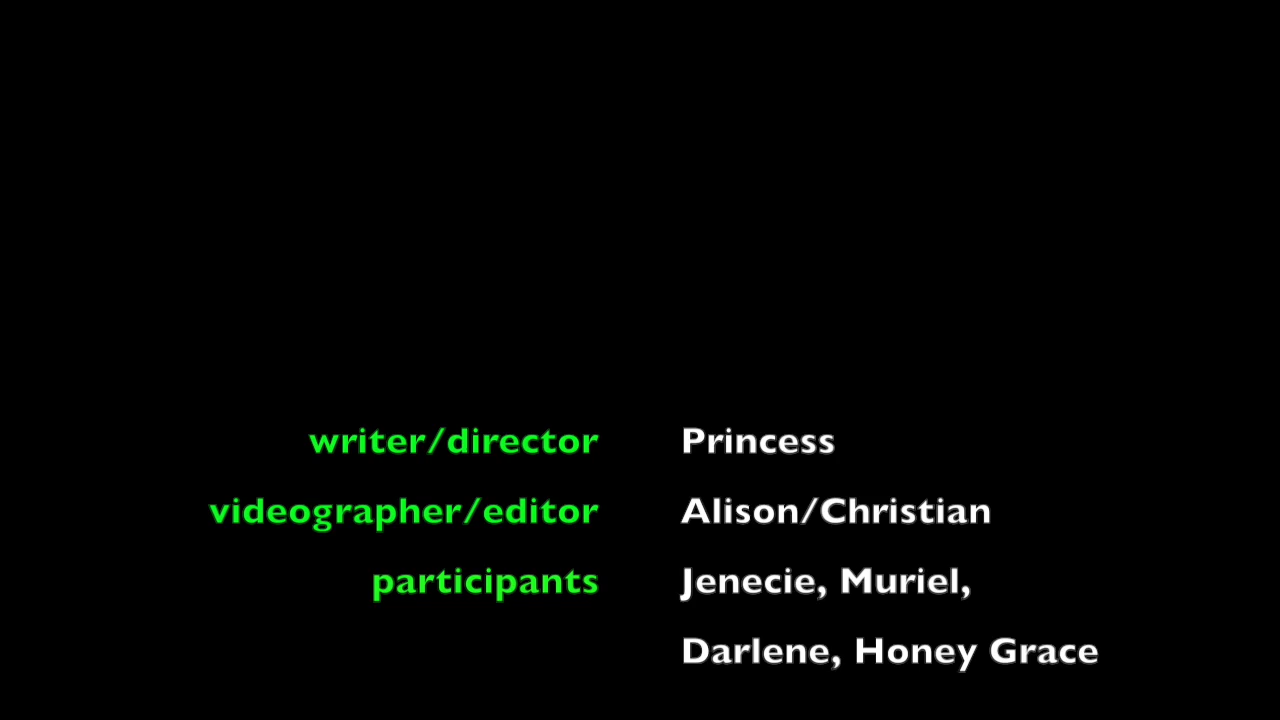 writer/director Princess
videographer/editor Alison/Christian
participants Jenecie, Muriel,
Darlene, Honey Grace